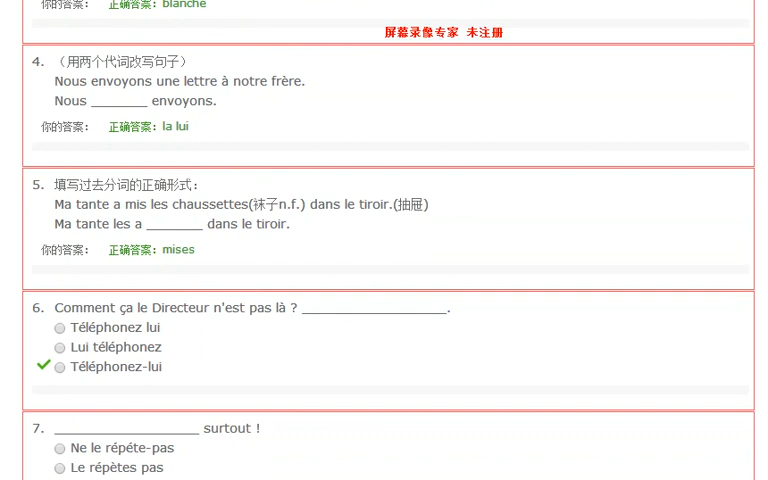 你的答案： 正确答案：blanche
屏幕录像专家 未注册
4. （用两个代词改写句子）
Nous envoyons une lettre à notre frère.
Nous _______ envoyons.
你的答案： 正确答案：la lui
5. 填写过去分词的正确形式：
Ma tante a mis les chaussettes(袜子n.f.) dans le tiroir.(抽屉)
Ma tante les a _______ dans le tiroir.
你的答案： 正确答案：mises
6. Comment ça le Directeur n'est pas là ? __________________.
Téléphonez lui
Lui téléphonez
Téléphonez-lui
7. __________________ surtout !
Ne le répéte-pas
Le répètes pas